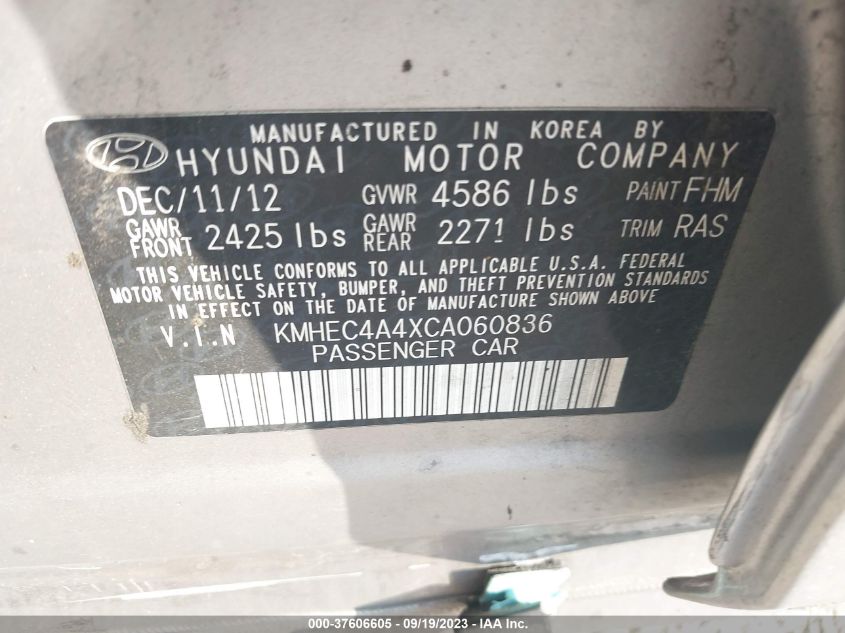 MANUFACTURED IN KOREA BY
HYUNDAI MOTOR COMPANY
DEC/11/12 GVWR 4586 lbs PAINT FHM
GAWR FRONT 2425 lbs GAWR REAR 2271 lbs TRIM RAS
THIS VEHICLE CONFORMS TO ALL APPLICABLE U.S.A. FEDERAL
MOTOR VEHICLE SAFETY, BUMPER, AND THEFT PREVENTION STANDARDS
IN EFFECT ON THE DATE OF MANUFACTURE SHOWN ABOVE
V.I.N KMHEC4A4XCA060836
PASSENGER CAR
000-37606605 - 09/19/2023 - IAA Inc.